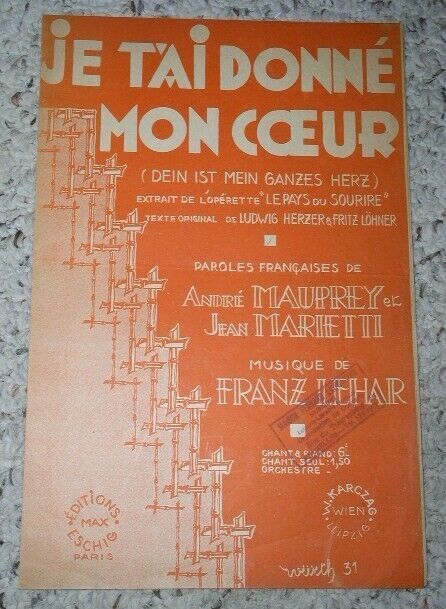 JE T'AI DONNÉ
MON CŒUR
(DEIN IST MEIN GANZES HERZ)
EXTRAIT DE L'OPÉRETTE "LE PAYS DU SOURIRE"
TEXTE ORIGINAL DE LUDWIG HERZER & FRITZ LÖHNER
PAROLES FRANÇAISES DE
ANDRÉ MAUPREY et
JEAN MARIETTI
MUSIQUE DE
FRANZ LEHAR
CHANT & PIANO: 6F
CHANT SEUL: 1,50
ORCHESTRE -
ÉDITIONS
MAX
ESCHIG
PARIS
W. KARCZAG
WIEN
LEIPZIG
würth 31